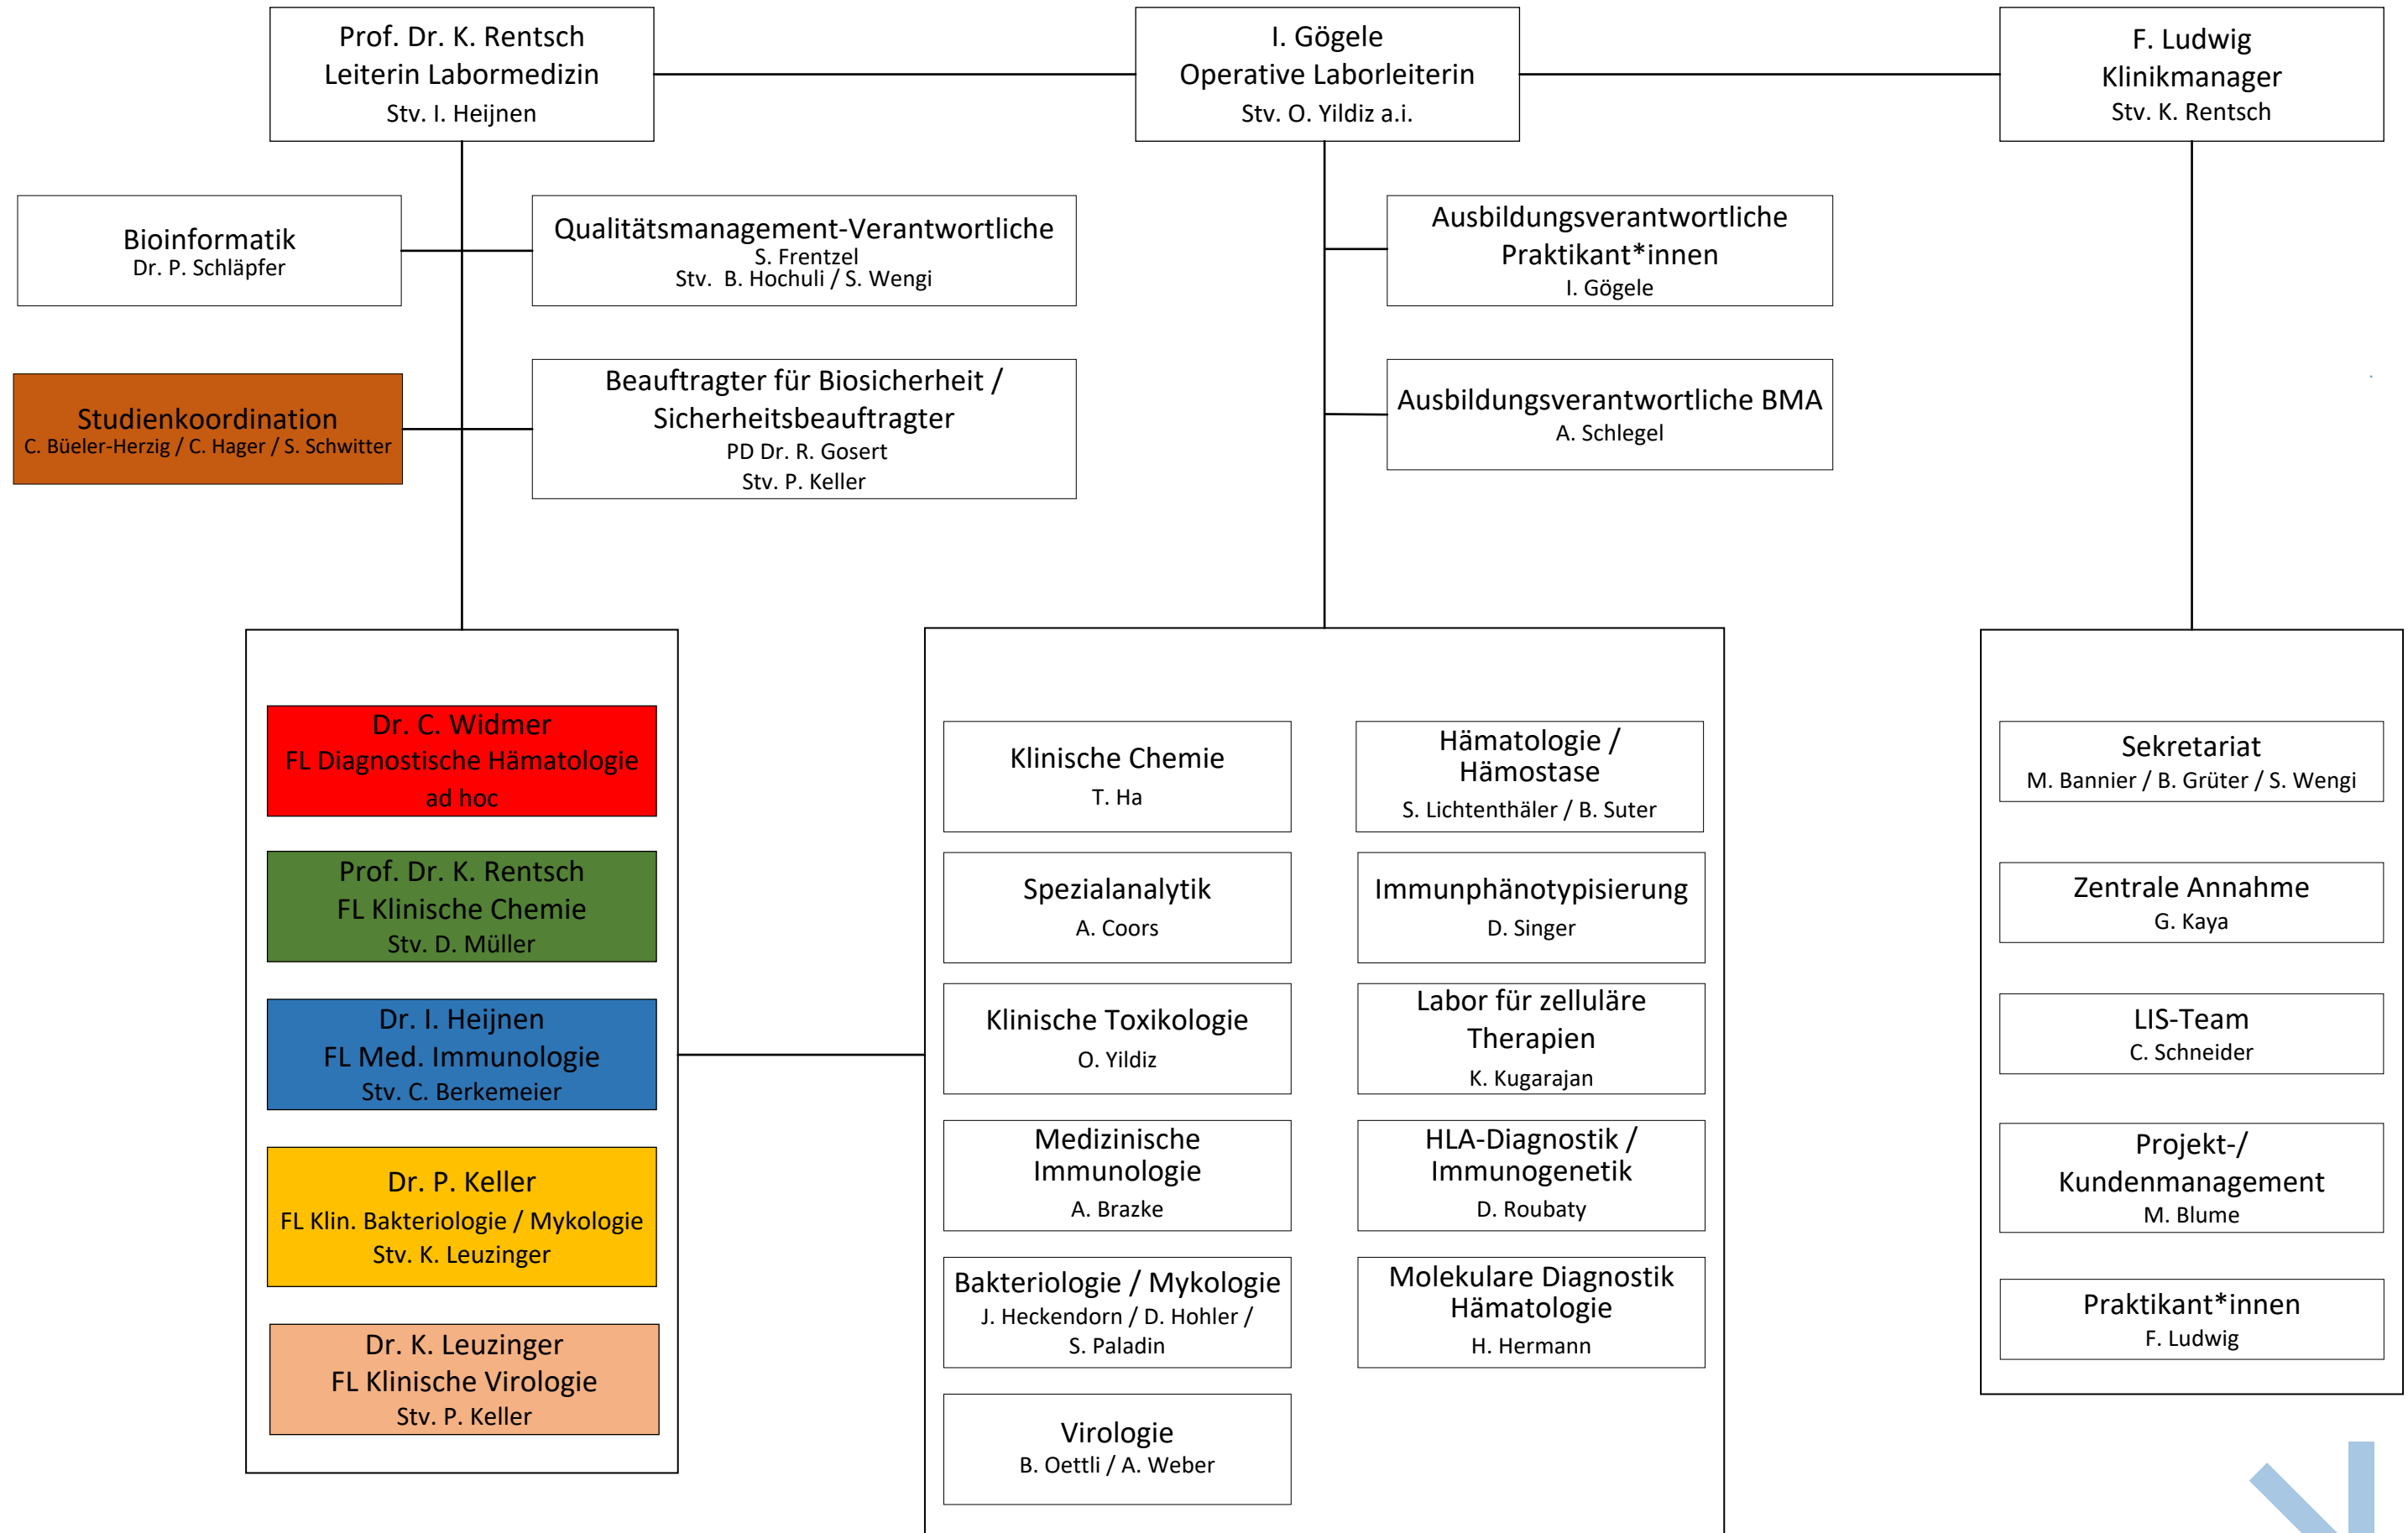 Prof. Dr. K. Rentsch
Leiterin Labormedizin
Stv. I. Heijnen
I. Gögele
Operative Laborleiterin
Stv. O. Yildiz a.i.
F. Ludwig
Klinikmanager
Stv. K. Rentsch
Bioinformatik
Dr. P. Schläpfer
Qualitätsmanagement-Verantwortliche
S. Frentzel
Stv.  B. Hochuli / S. Wengi
Ausbildungsverantwortliche
Praktikant*innen
I. Gögele
Studienkoordination
C. Büeler-Herzig / C. Hager / S. Schwitter
Beauftragter für Biosicherheit /
Sicherheitsbeauftragter
PD Dr. R. Gosert
Stv. P. Keller
Ausbildungsverantwortliche BMA
A. Schlegel
Dr. C. Widmer
FL Diagnostische Hämatologie
ad hoc
Prof. Dr. K. Rentsch
FL Klinische Chemie
Stv. D. Müller
Dr. I. Heijnen
FL Med. Immunologie
Stv. C. Berkemeier
Dr. P. Keller
FL Klin. Bakteriologie / Mykologie
Stv. K. Leuzinger
Dr. K. Leuzinger
FL Klinische Virologie
Stv. P. Keller
Klinische Chemie
T. Ha
Spezialanalytik
A. Coors
Klinische Toxikologie
O. Yildiz
Medizinische
Immunologie
A. Brazke
Bakteriologie / Mykologie
J. Heckendorn / D. Hohler /
S. Paladin
Virologie
B. Oettli / A. Weber
Hämatologie /
Hämostase
S. Lichtenthäler / B. Suter
Immunphänotypisierung
D. Singer
Labor für zelluläre
Therapien
K. Kugarajan
HLA-Diagnostik /
Immunogenetik
D. Roubaty
Molekulare Diagnostik
Hämatologie
H. Hermann
Sekretariat
M. Bannier / B. Grüter / S. Wengi
Zentrale Annahme
G. Kaya
LIS-Team
C. Schneider
Projekt-/
Kundenmanagement
M. Blume
Praktikant*innen
F. Ludwig